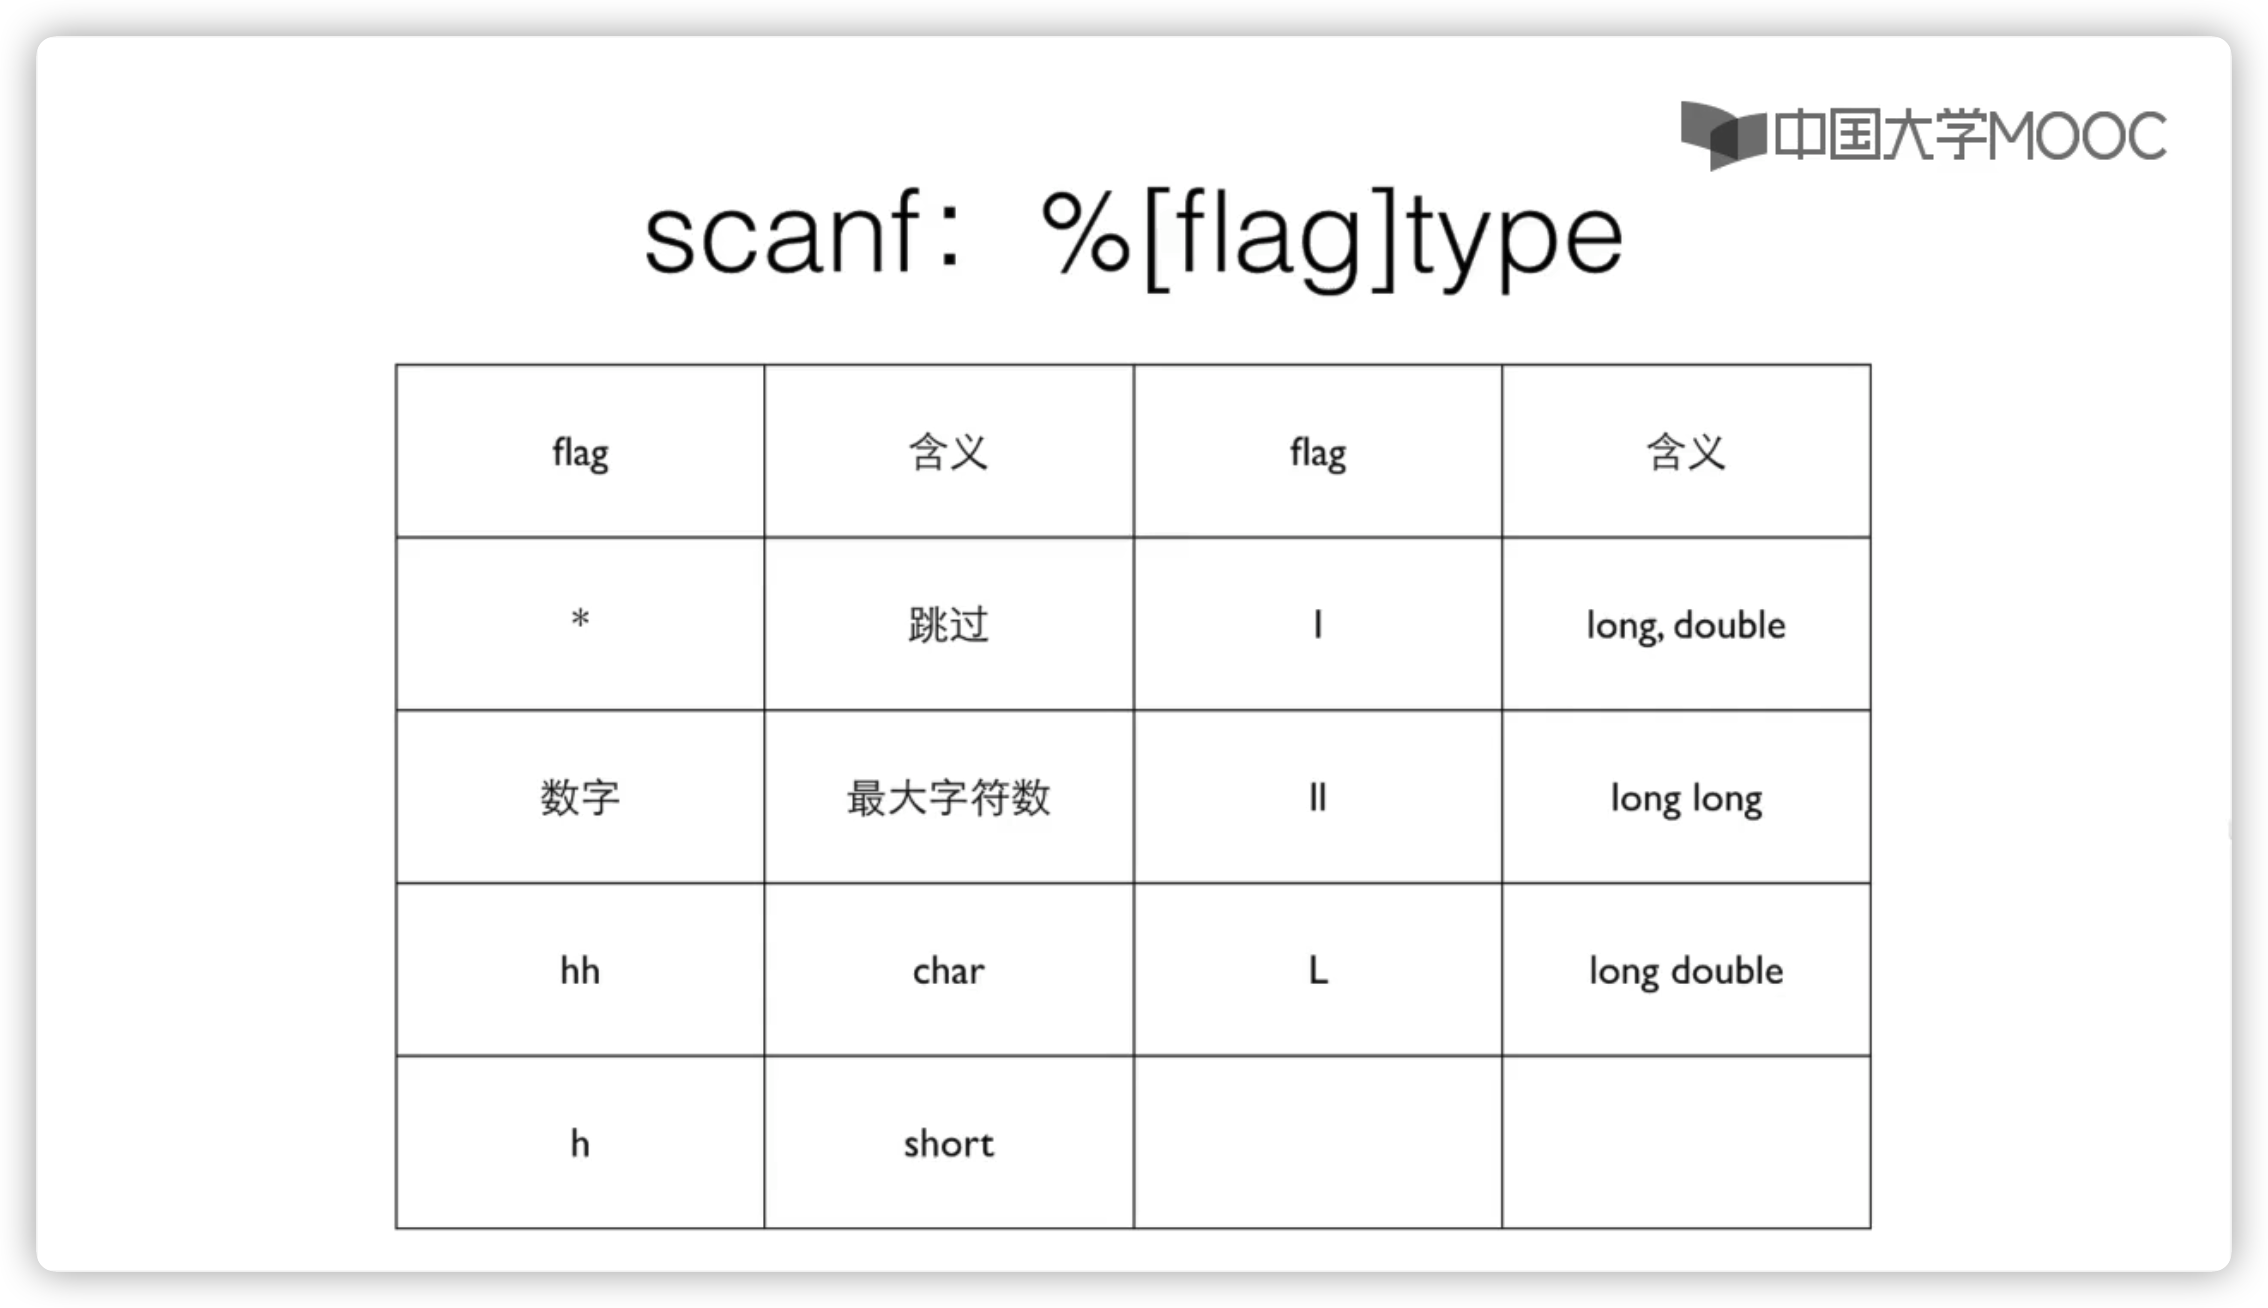 中国大学MOOC
scanf：%[flag]type
flag 含义 flag 含义
* 跳过 l long, double
数字 最大字符数 ll long long
hh char L long double
h short